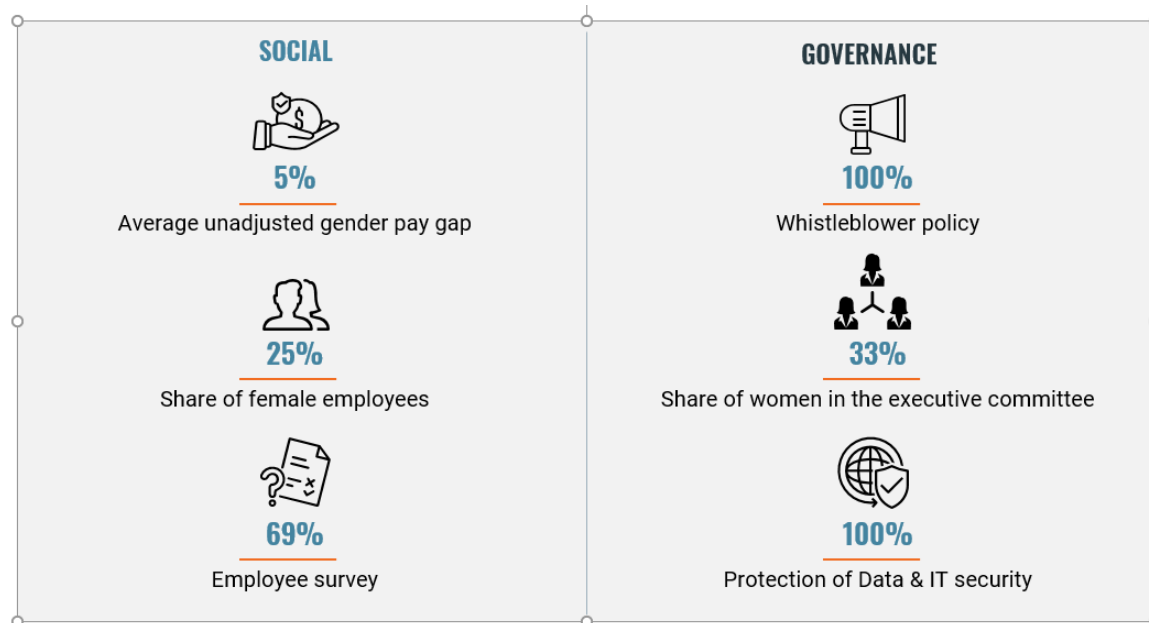 SOCIAL
$
5%
Average unadjusted gender pay gap
25%
Share of female employees
?
69%
Employee survey
GOVERNANCE
100%
Whistleblower policy
33%
Share of women in the executive committee
100%
Protection of Data & IT security